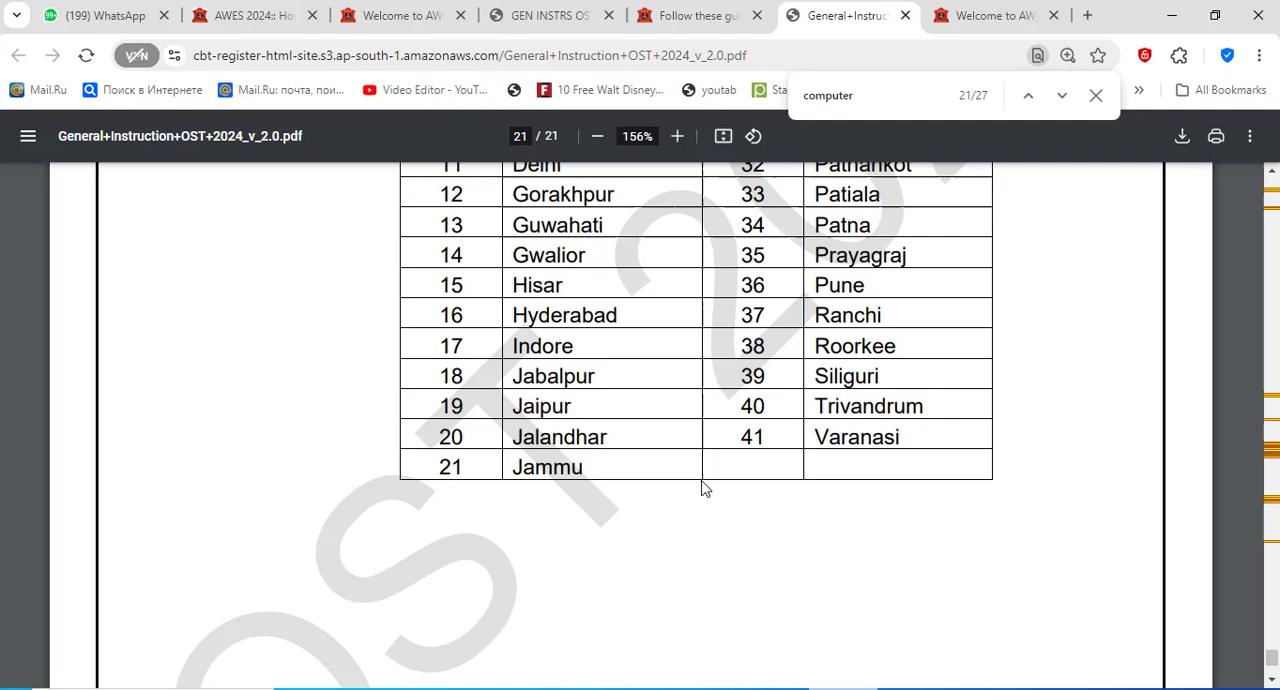 (199) WhatsApp
AWES 2024:: Ho
Welcome to AW
GEN INSTRS OS
Follow these gu
General+Instruc
Welcome to AW
VPN
cbt-register-html-site.s3.ap-south-1.amazonaws.com/General+Instruction+OST+2024_v_2.0.pdf
Mail.Ru
Поиск в Интернете
Mail.Ru: почта, пои...
Video Editor - YouT...
10 Free Walt Disney...
youtab
Sta
computer
21/27
All Bookmarks
General+Instruction+OST+2024_v_2.0.pdf
21 / 21
156%
11 Delhi 32 Pathankot
12 Gorakhpur 33 Patiala
13 Guwahati 34 Patna
14 Gwalior 35 Prayagraj
15 Hisar 36 Pune
16 Hyderabad 37 Ranchi
17 Indore 38 Roorkee
18 Jabalpur 39 Siliguri
19 Jaipur 40 Trivandrum
20 Jalandhar 41 Varanasi
21 Jammu
OST 20